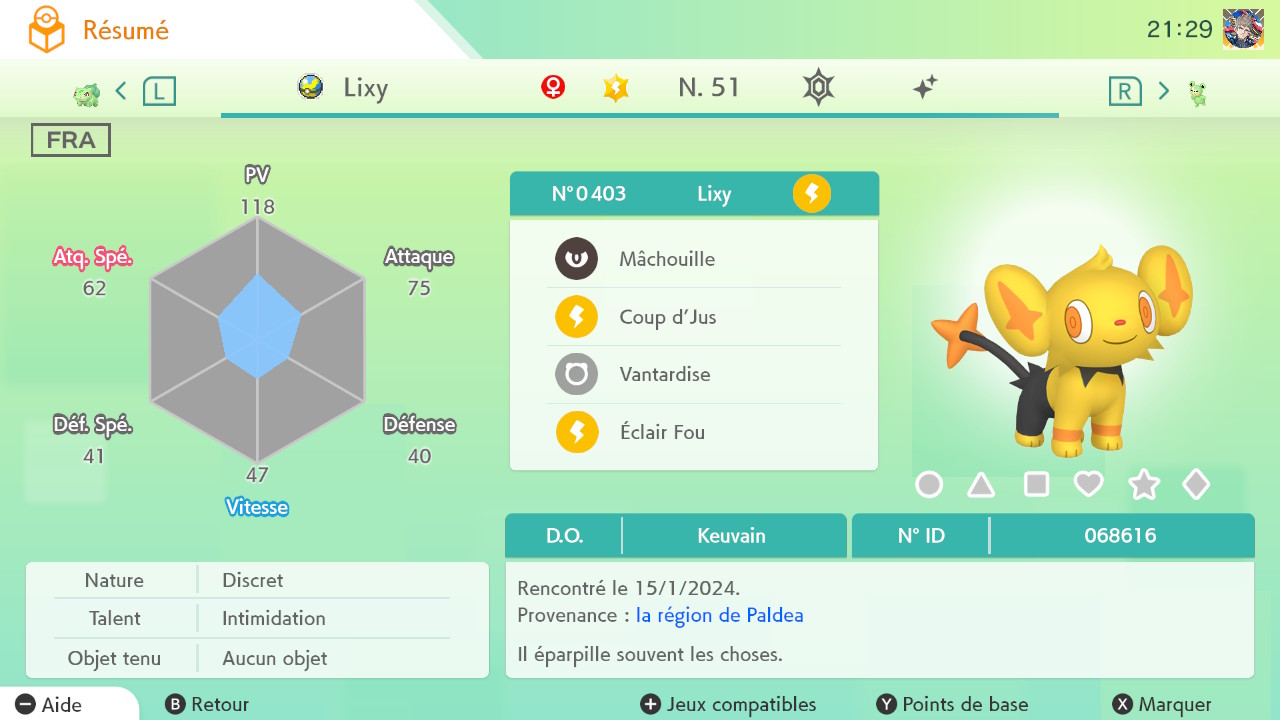 Résumé
21:29
L
Lixy
N. 51
R
FRA
PV
118
Atq. Spé.
62
Attaque
75
Déf. Spé.
41
Défense
40
47
Vitesse
N°0403 Lixy
Mâchouille
Coup d'Jus
Vantardise
Éclair Fou
D.O. Keuvain
N° ID 068616
Nature Discret
Talent Intimidation
Objet tenu Aucun objet
Rencontré le 15/1/2024.
Provenance : la région de Paldea
Il éparpille souvent les choses.
Aide
B Retour
Jeux compatibles
Y Points de base
X Marquer